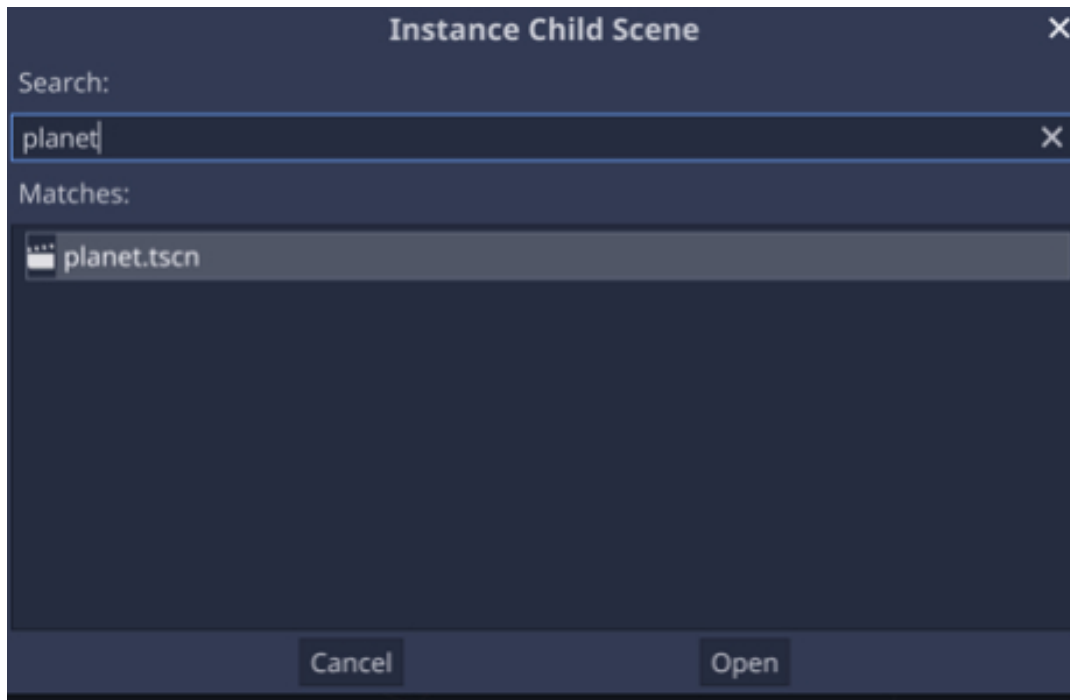 Instance Child Scene
Search:
planet
Matches:
planet.tscn
Cancel
Open